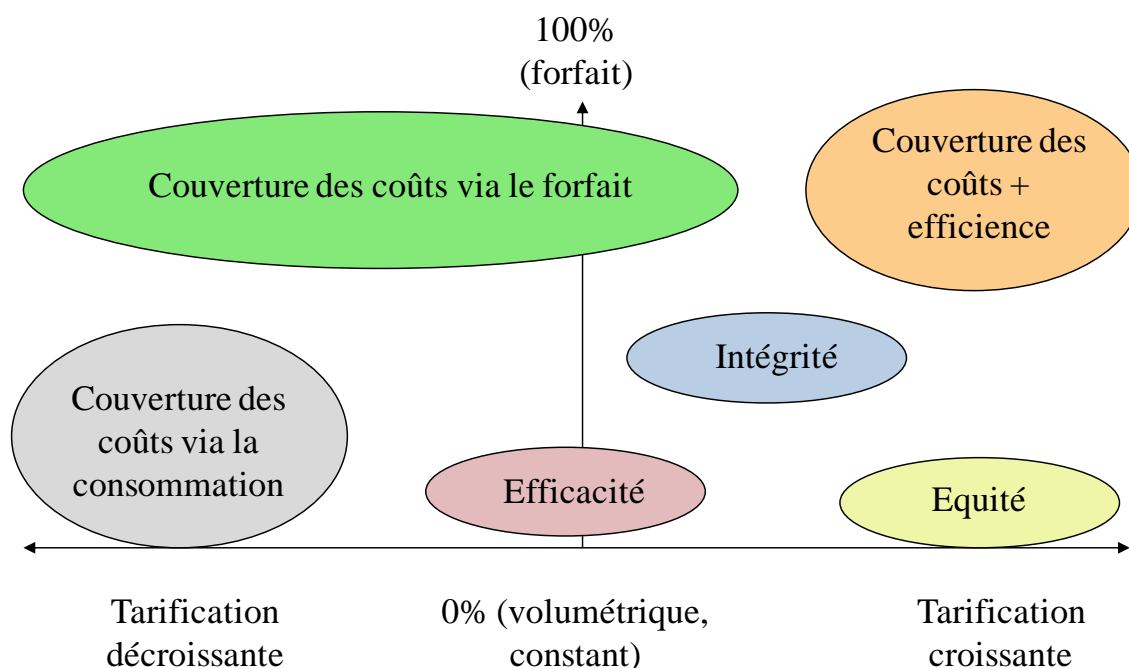 100%
(forfait)
Couverture des coûts via le forfait
Couverture des
coûts +
efficience
Intégrité
Couverture des
coûts via la
consommation
Efficacité
Equité
Tarification
décroissante
0% (volumétrique,
constant)
Tarification
croissante